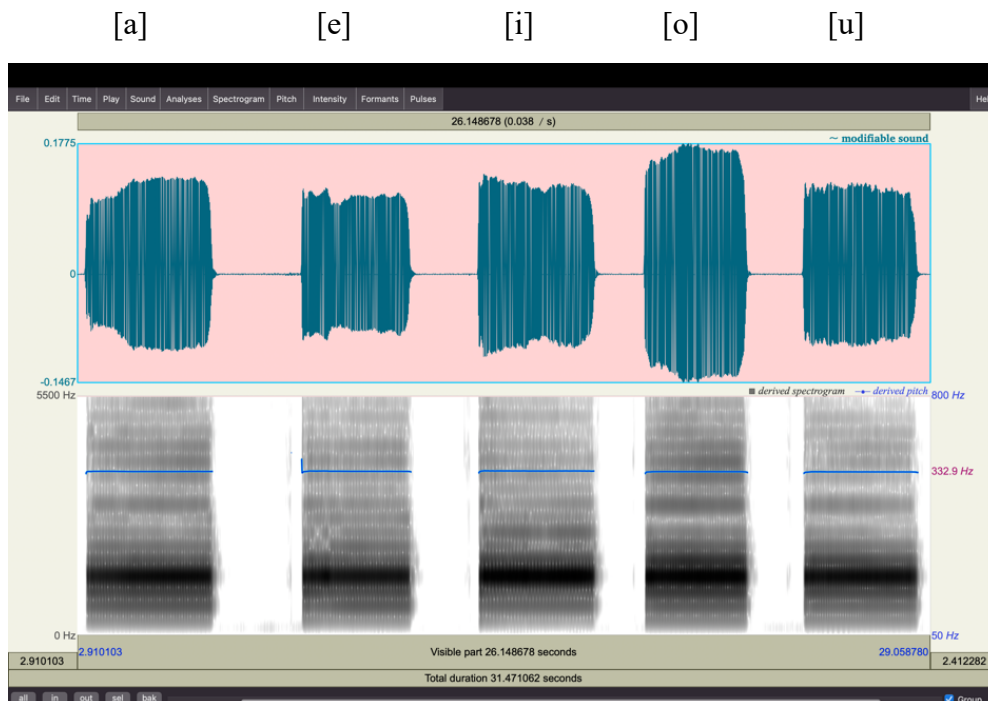 [a] [e] [i] [o] [u]
File Edit Time Play Sound Analyses Spectrogram Pitch Intensity Formants Pulses Hel
26.148678 (0.038 / s)
0.1775 ~ modifiable sound
0
-0.1467
5500 Hz derived spectrogram derived pitch 800 Hz
332.9 Hz
0 Hz 50 Hz
2.910103 2.910103 Visible part 26.148678 seconds 29.058780 2.412282
Total duration 31.471062 seconds
all in out sel bak Group